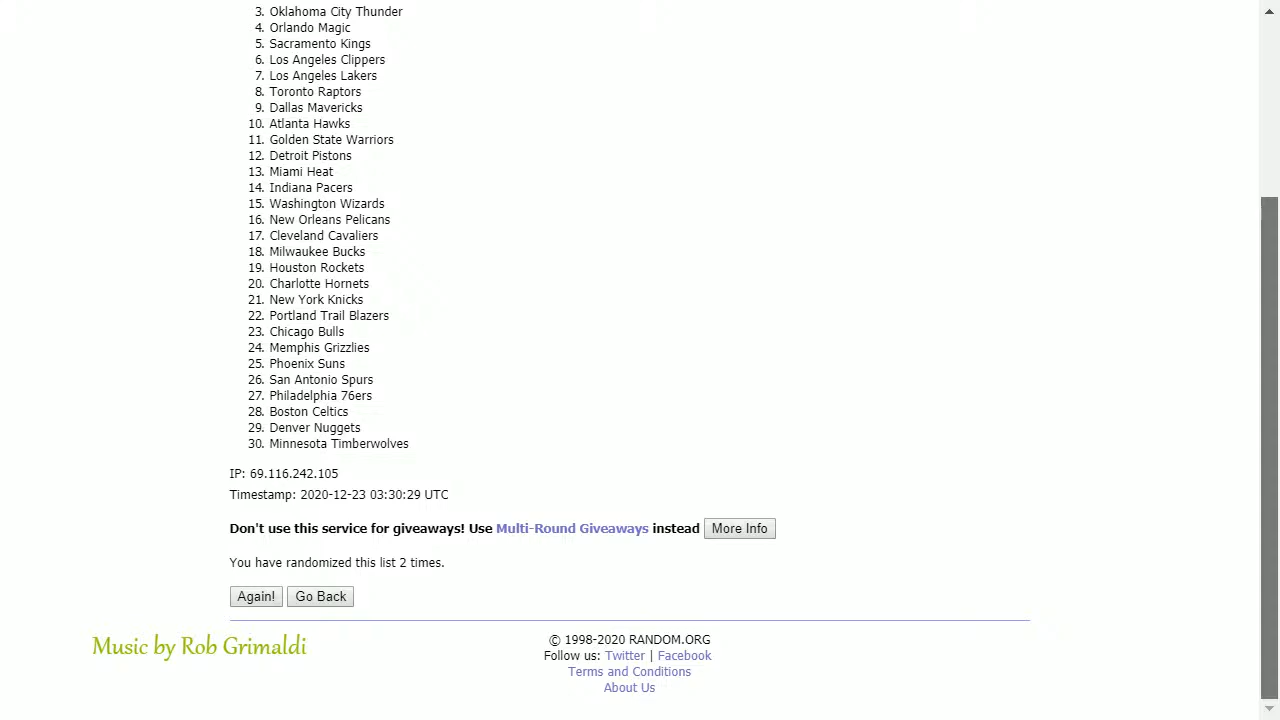 3. Oklahoma City Thunder
4. Orlando Magic
5. Sacramento Kings
6. Los Angeles Clippers
7. Los Angeles Lakers
8. Toronto Raptors
9. Dallas Mavericks
10. Atlanta Hawks
11. Golden State Warriors
12. Detroit Pistons
13. Miami Heat
14. Indiana Pacers
15. Washington Wizards
16. New Orleans Pelicans
17. Cleveland Cavaliers
18. Milwaukee Bucks
19. Houston Rockets
20. Charlotte Hornets
21. New York Knicks
22. Portland Trail Blazers
23. Chicago Bulls
24. Memphis Grizzlies
25. Phoenix Suns
26. San Antonio Spurs
27. Philadelphia 76ers
28. Boston Celtics
29. Denver Nuggets
30. Minnesota Timberwolves
IP: 69.116.242.105
Timestamp: 2020-12-23 03:30:29 UTC
Don't use this service for giveaways! Use Multi-Round Giveaways instead More Info
You have randomized this list 2 times.
Again! Go Back
© 1998-2020 RANDOM.ORG
Follow us: Twitter | Facebook
Terms and Conditions
About Us
Music by Rob Grimaldi